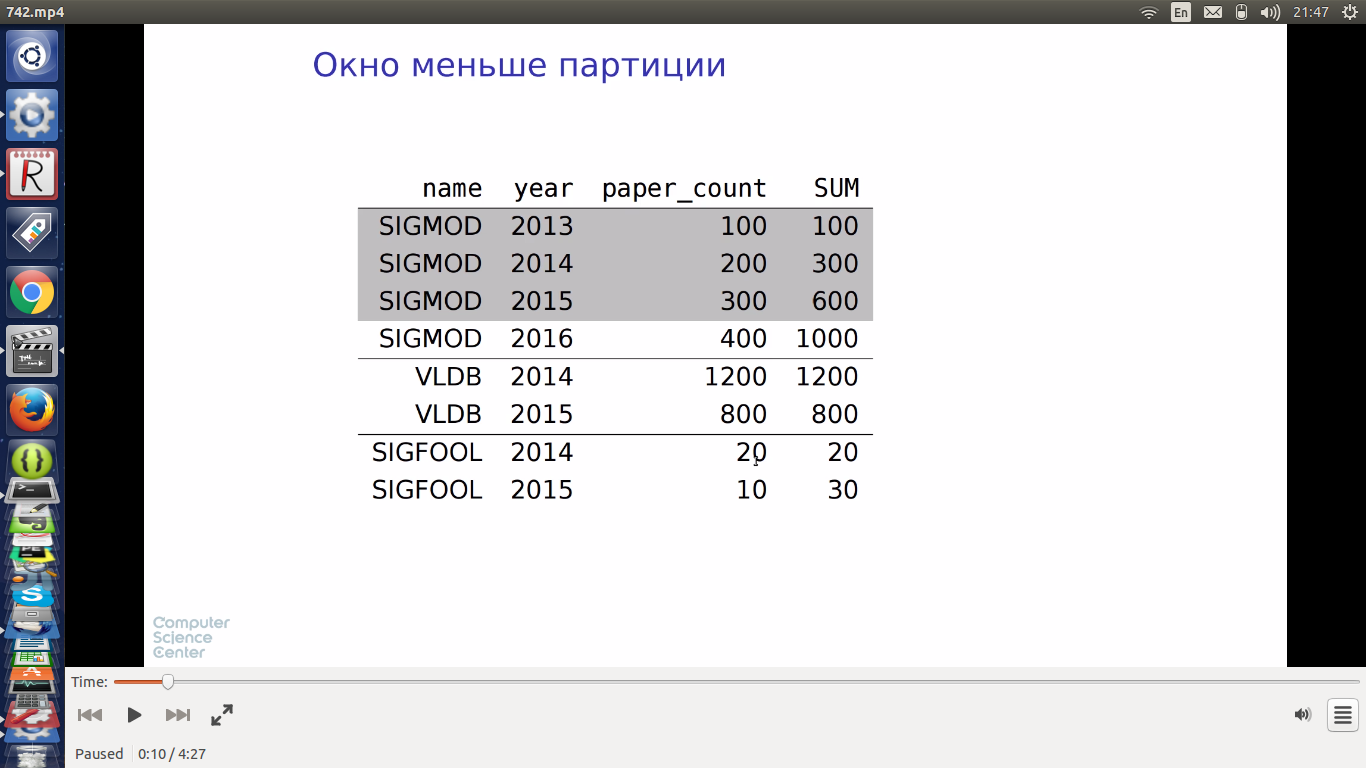 742.mp4
En
21:47
Окно меньше партиции
name year paper_count SUM
SIGMOD 2013 100 100
SIGMOD 2014 200 300
SIGMOD 2015 300 600
SIGMOD 2016 400 1000
VLDB 2014 1200 1200
VLDB 2015 800 800
SIGFOOL 2014 20 20
SIGFOOL 2015 10 30
Computer
Science
Center
Time:
Paused 0:10 / 4:27